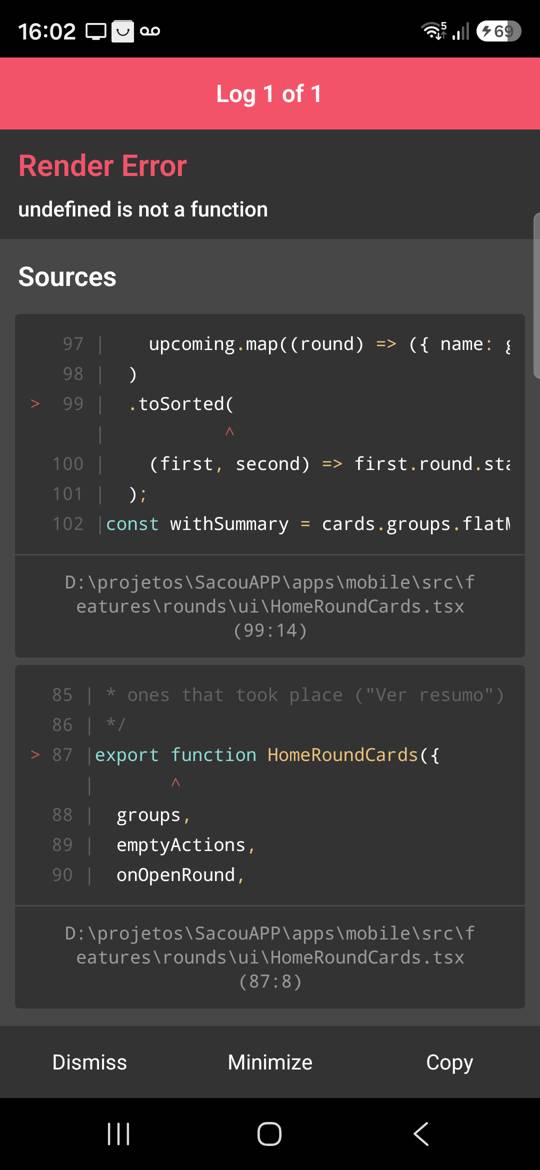 16:02
5
69
Log 1 of 1
Render Error
undefined is not a function
Sources
97 |    upcoming.map((round) => ({ name: g
98 |  )
> 99 |  .toSorted(
|           ^
100 |    (first, second) => first.round.sta
101 |  );
102 |const withSummary = cards.groups.flatM
D:\projetos\SacouAPP\apps\mobile\src\f
eatures\rounds\ui\HomeRoundCards.tsx
(99:14)
85 | * ones that took place ("Ver resumo")
86 | */
> 87 |export function HomeRoundCards({
|       ^
88 |  groups,
89 |  emptyActions,
90 |  onOpenRound,
D:\projetos\SacouAPP\apps\mobile\src\f
eatures\rounds\ui\HomeRoundCards.tsx
(87:8)
Dismiss Minimize Copy